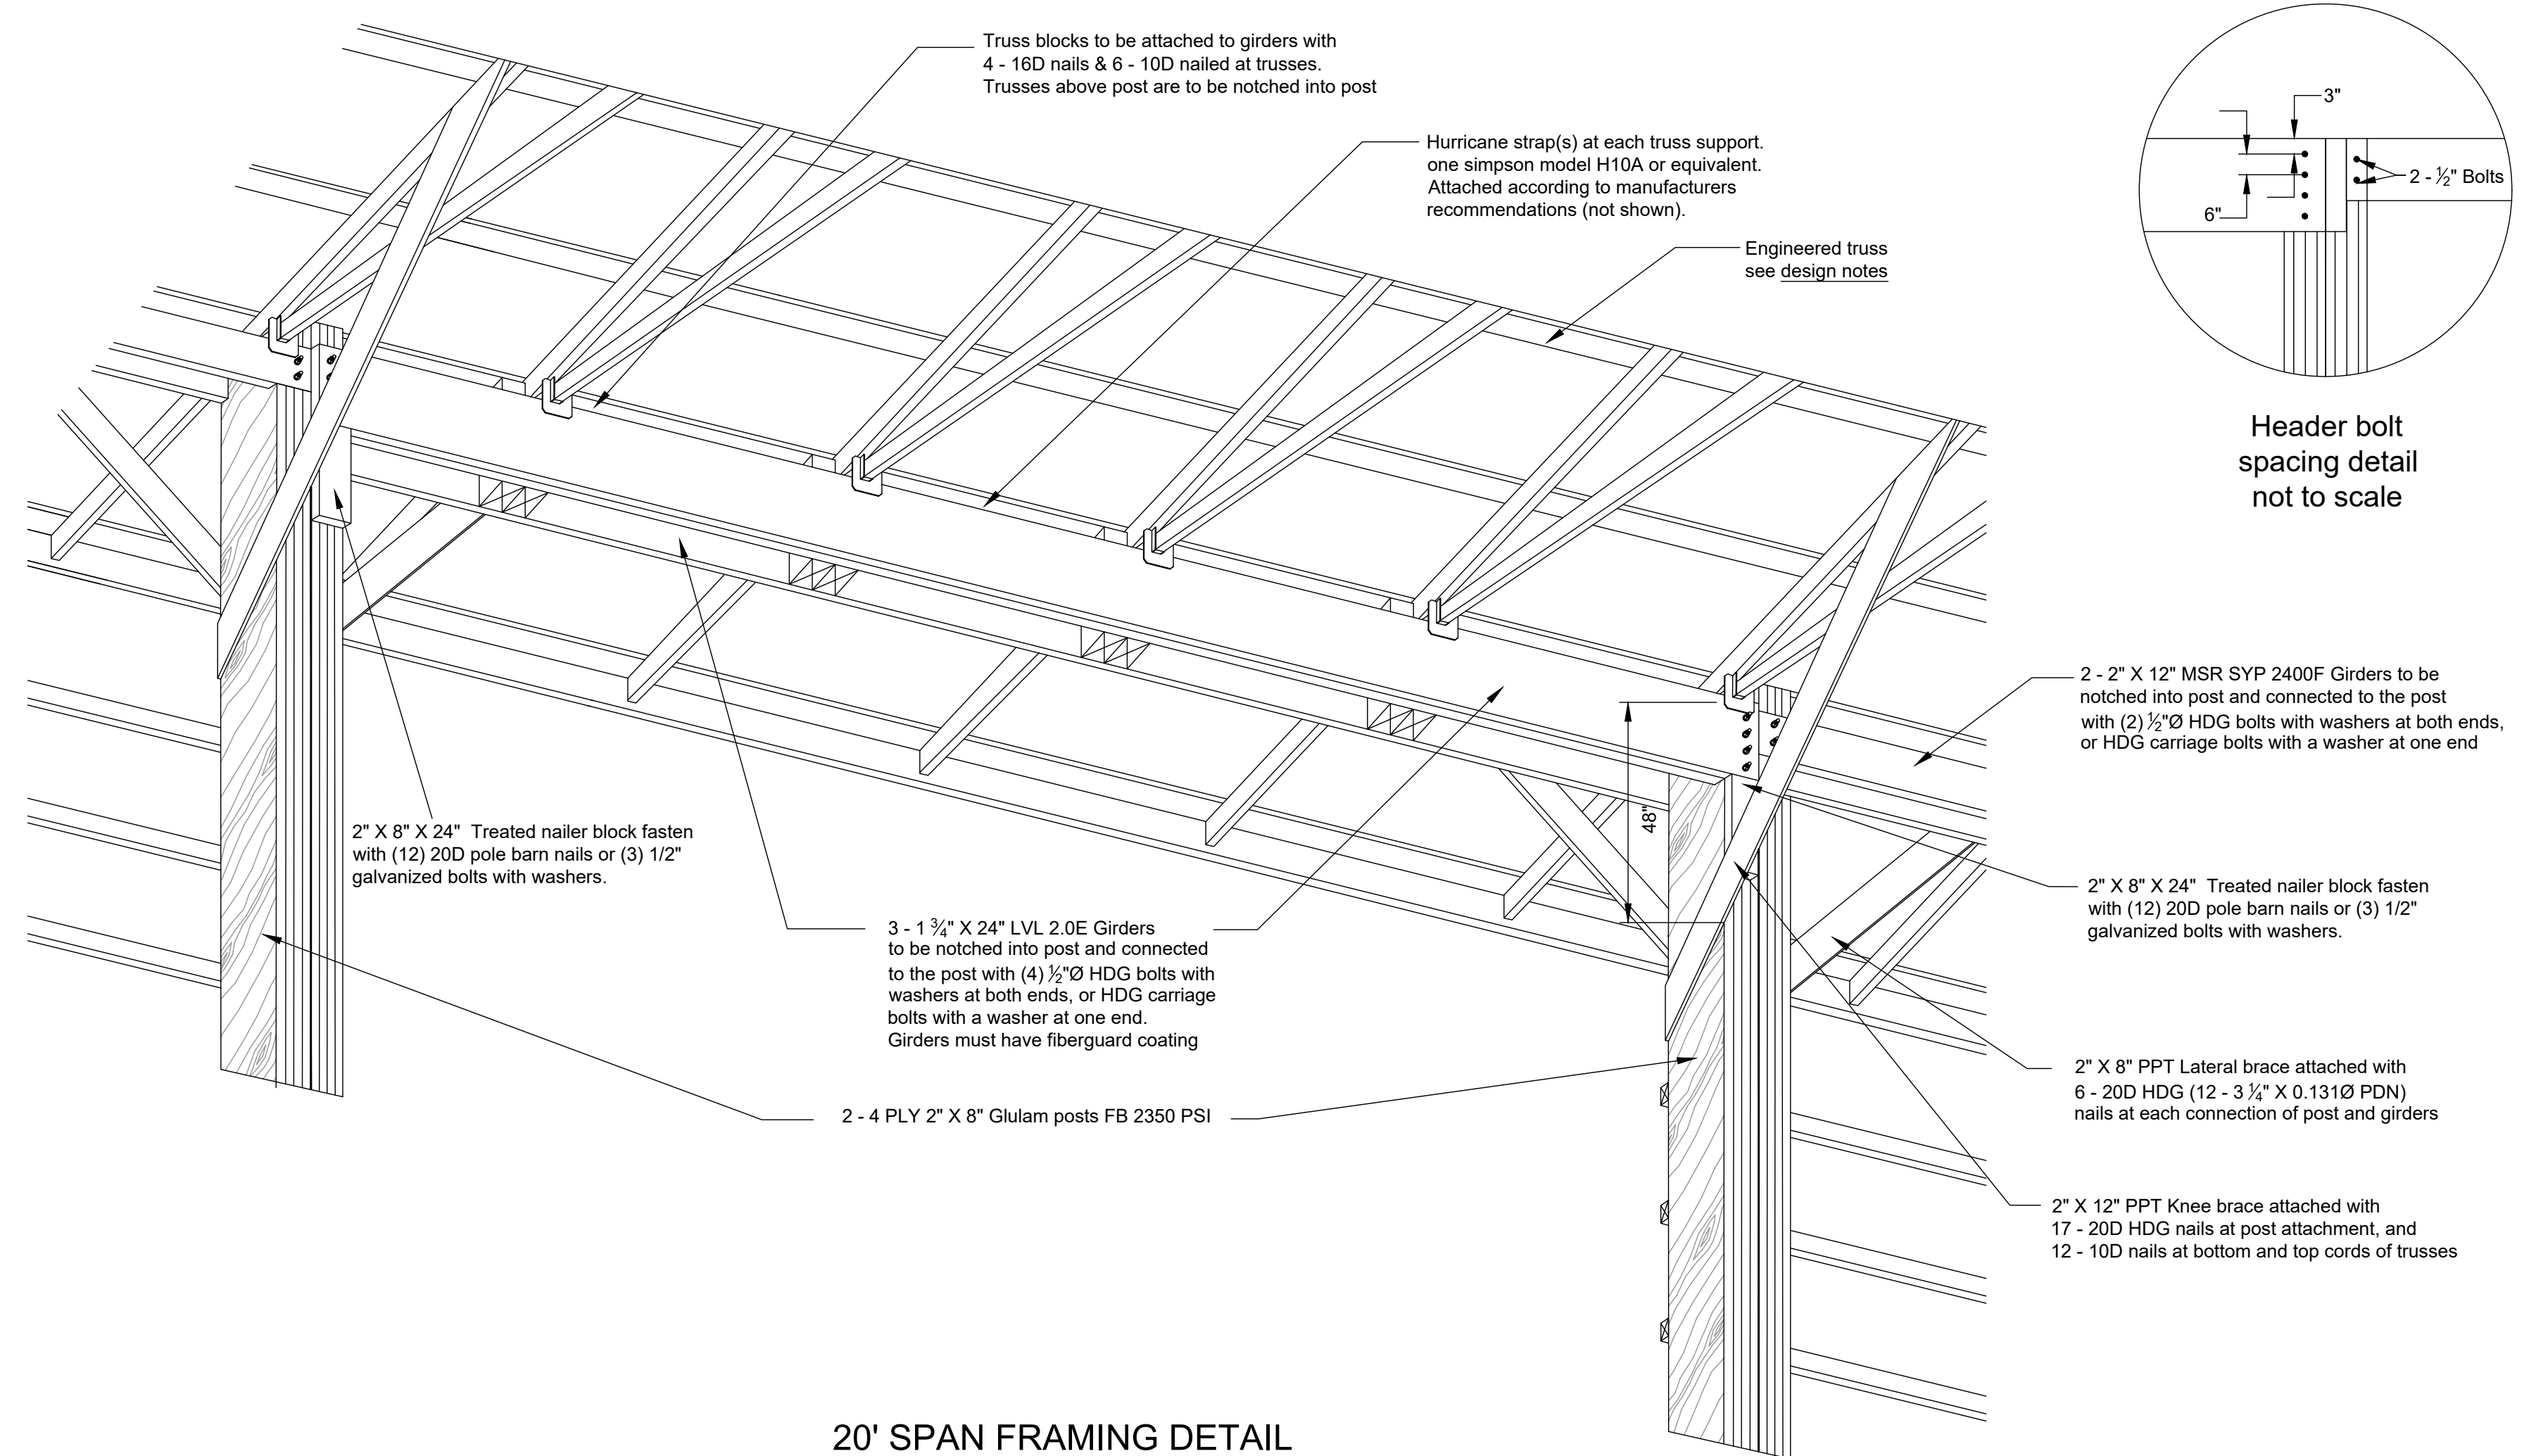 Truss blocks to be attached to girders with
4 - 16D nails & 6 - 10D nailed at trusses.
Trusses above post are to be notched into post
Hurricane strap(s) at each truss support.
one simpson model H10A or equivalent.
Attached according to manufacturers
recommendations (not shown).
Engineered truss
see design notes
3"
6"
2 - ½" Bolts
Header bolt
spacing detail
not to scale
2 - 2" X 12" MSR SYP 2400F Girders to be
notched into post and connected to the post
with (2) ½"Ø HDG bolts with washers at both ends,
or HDG carriage bolts with a washer at one end
48"
2" X 8" X 24" Treated nailer block fasten
with (12) 20D pole barn nails or (3) 1/2"
galvanized bolts with washers.
3 - 1 ¾" X 24" LVL 2.0E Girders
to be notched into post and connected
to the post with (4) ½"Ø HDG bolts with
washers at both ends, or HDG carriage
bolts with a washer at one end.
Girders must have fiberguard coating
2" X 8" X 24" Treated nailer block fasten
with (12) 20D pole barn nails or (3) 1/2"
galvanized bolts with washers.
2 - 4 PLY 2" X 8" Glulam posts FB 2350 PSI
2" X 8" PPT Lateral brace attached with
6 - 20D HDG (12 - 3 ¼" X 0.131Ø PDN)
nails at each connection of post and girders
2" X 12" PPT Knee brace attached with
17 - 20D HDG nails at post attachment, and
12 - 10D nails at bottom and top cords of trusses
20' SPAN FRAMING DETAIL